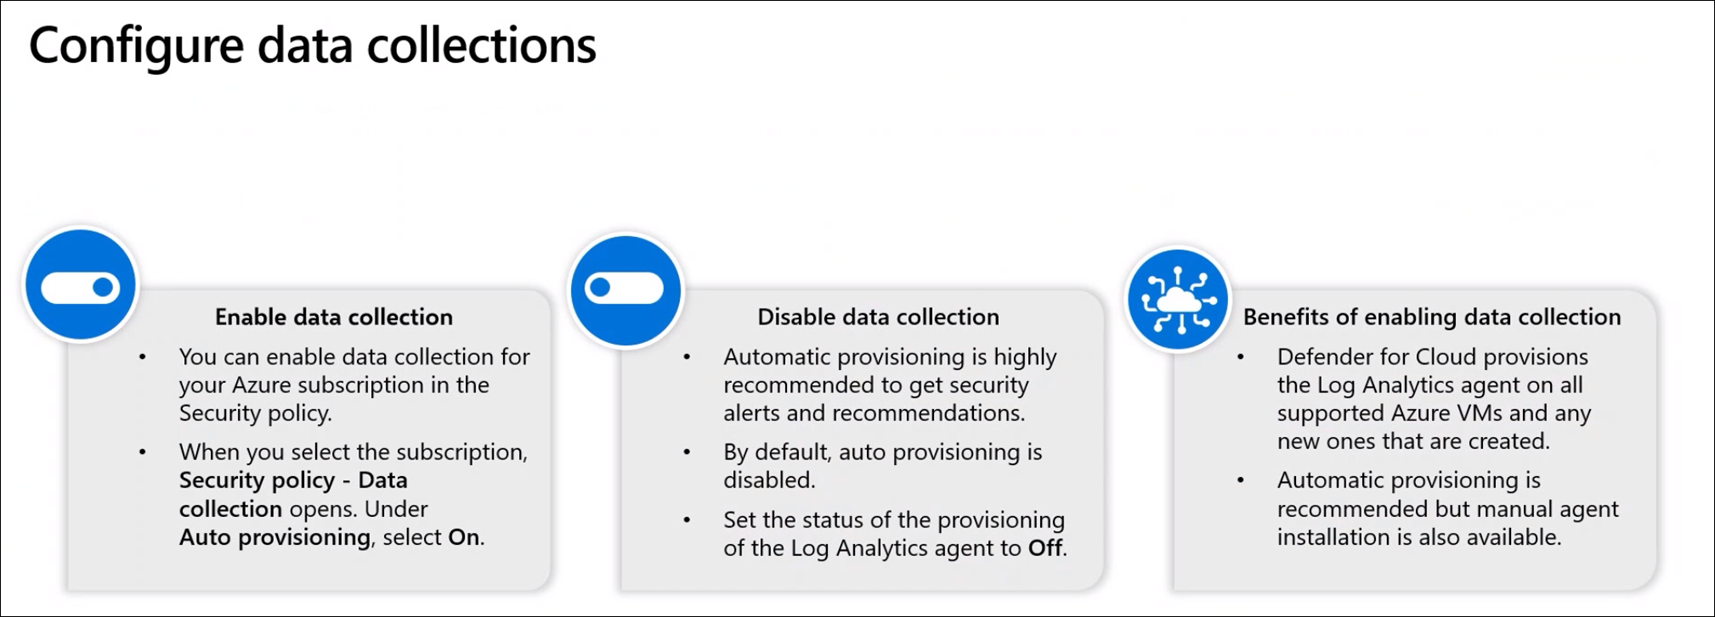 Configure data collections
Enable data collection
• You can enable data collection for
your Azure subscription in the
Security policy.
• When you select the subscription,
Security policy - Data
collection opens. Under
Auto provisioning, select On.
Disable data collection
• Automatic provisioning is highly
recommended to get security
alerts and recommendations.
• By default, auto provisioning is
disabled.
• Set the status of the provisioning
of the Log Analytics agent to Off.
Benefits of enabling data collection
• Defender for Cloud provisions
the Log Analytics agent on all
supported Azure VMs and any
new ones that are created.
• Automatic provisioning is
recommended but manual agent
installation is also available.